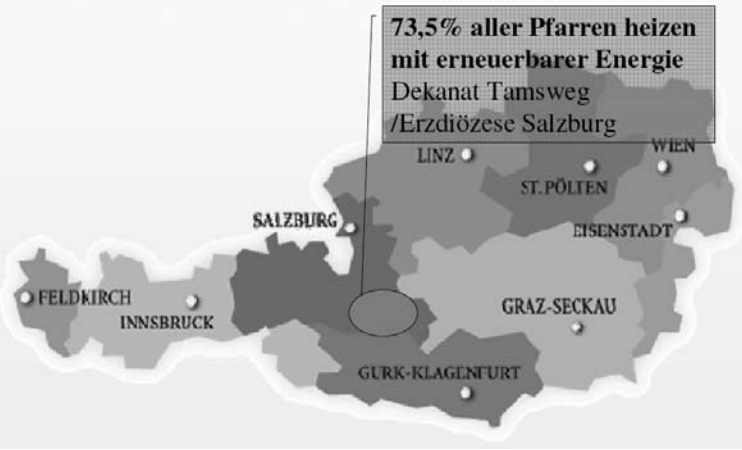 73,5% aller Pfarren heizen
mit erneuerbarer Energie
Dekanat Tamsweg
/Erzdiözese Salzburg
LINZ
WIEN
ST.PÖLTEN
SALZBURG
EISENSTADT
FELDKIRCH
INNSBRUCK
GRAZ-SECKAU
GURK-KLAGENFURT